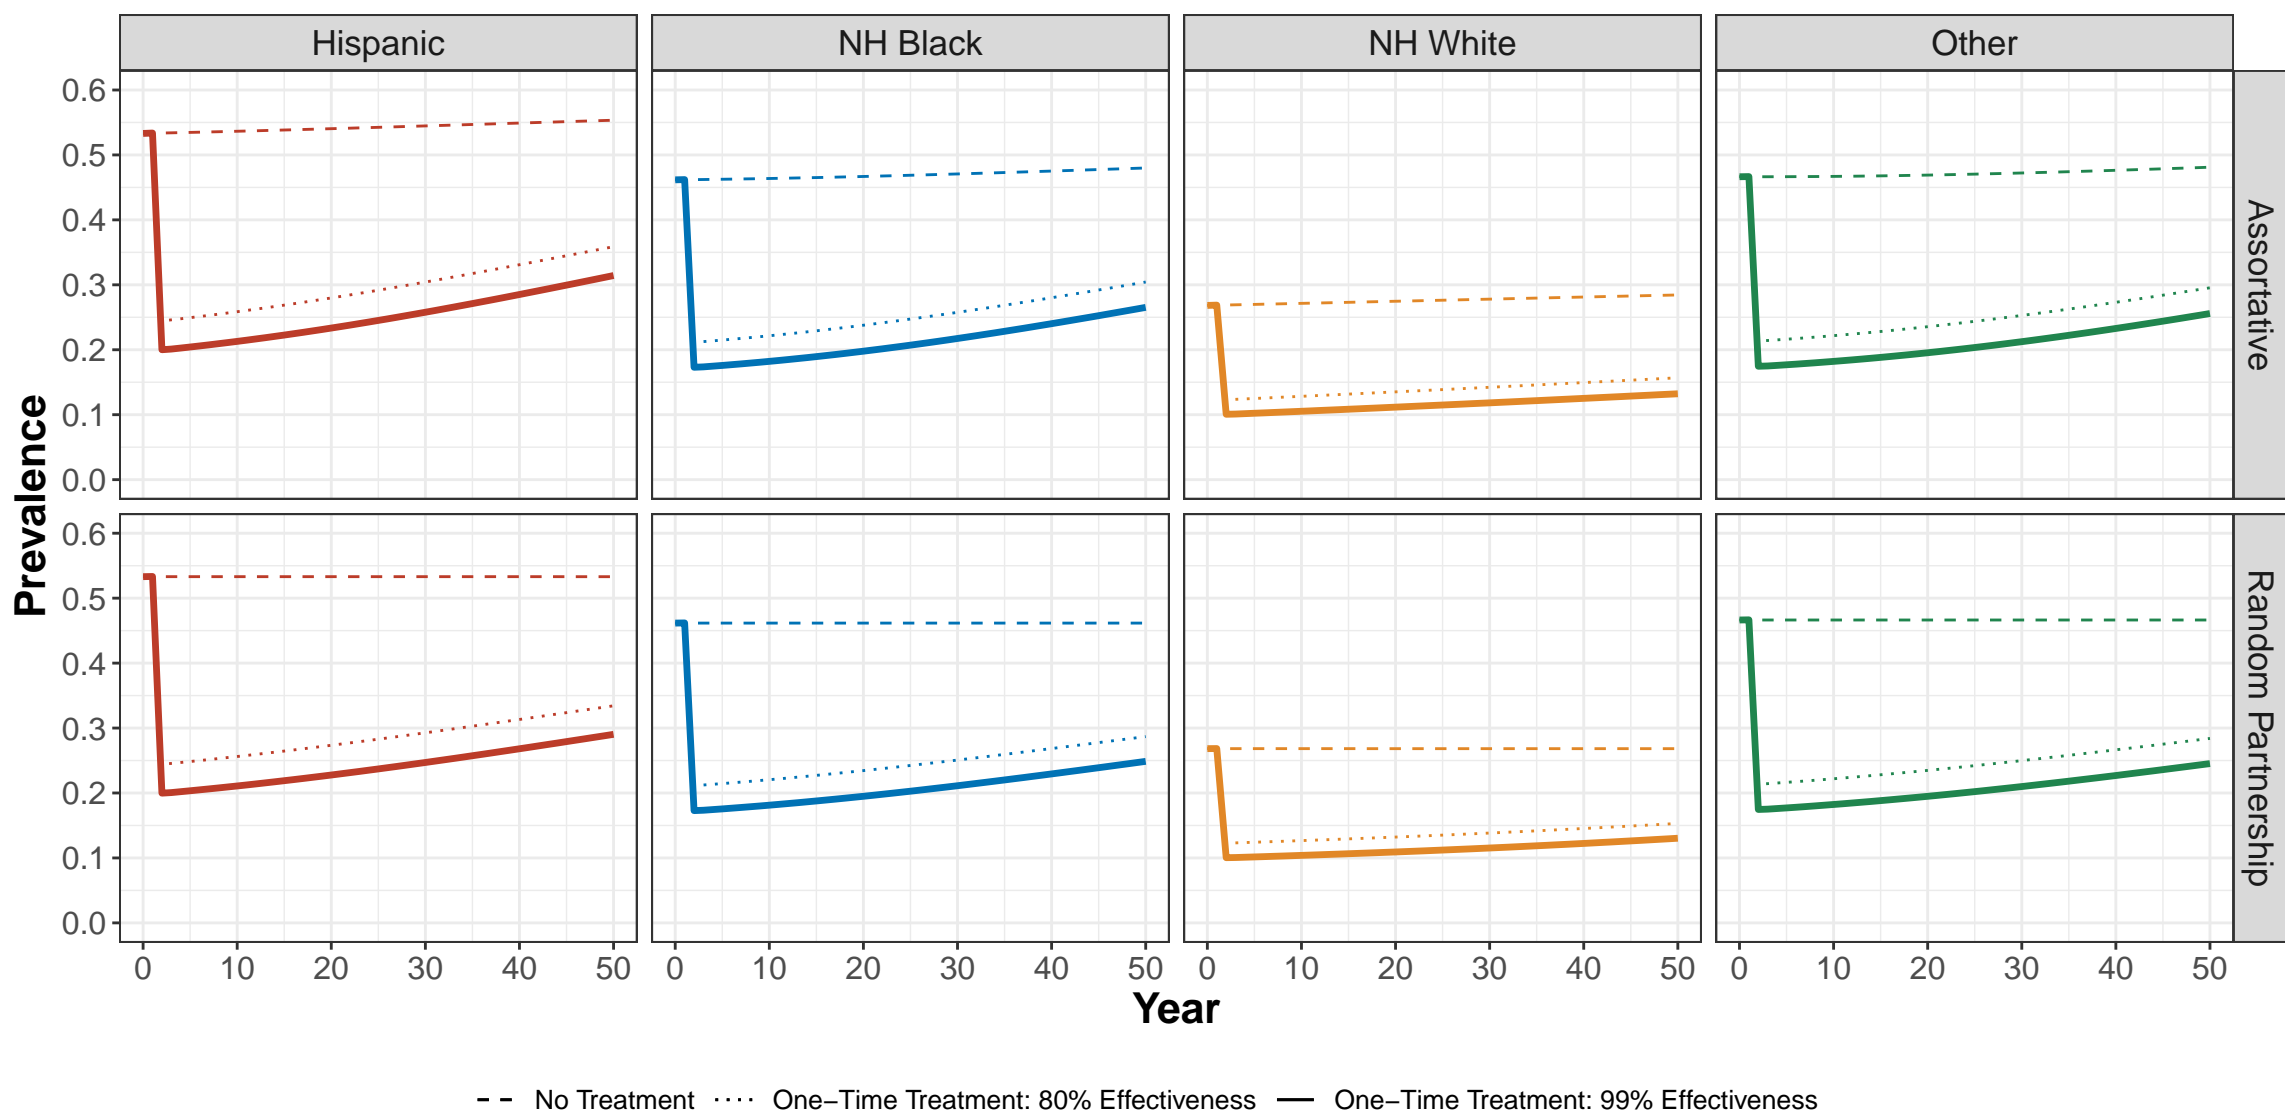 Hispanic NH Black NH White Other
0.6
0.5
0.4
0.3
0.2
0.1
0.0
Assortative
Prevalence
0.6
0.5
0.4
0.3
0.2
0.1
0.0
Random Partnership
0 10 20 30 40 50 0 10 20 30 40 50 0 10 20 30 40 50 0 10 20 30 40 50
Year
No Treatment One−Time Treatment: 80% Effectiveness One−Time Treatment: 99% Effectiveness